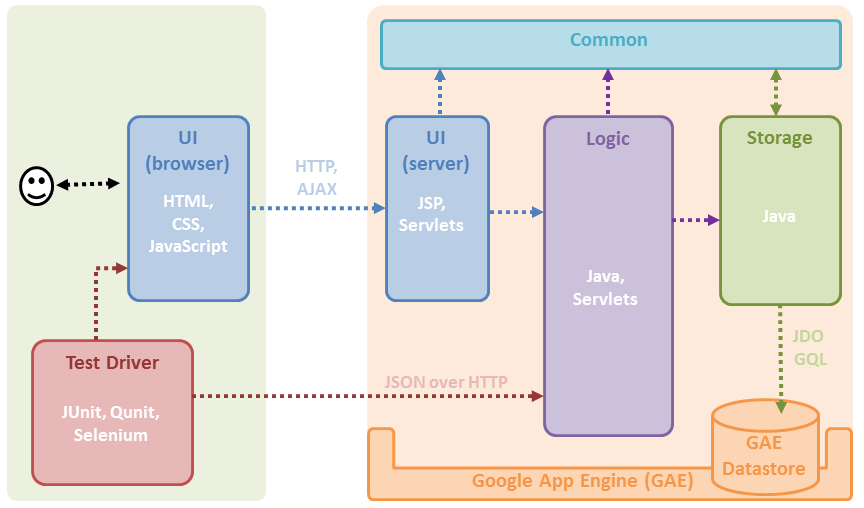 Common
UI
(browser)
HTML,
CSS,
JavaScript
HTTP,
AJAX
UI
(server)
JSP,
Servlets
Logic
Java,
Servlets
Storage
Java
JDO
GQL
Test Driver
JUnit, Qunit,
Selenium
JSON over HTTP
GAE
Datastore
Google App Engine (GAE)